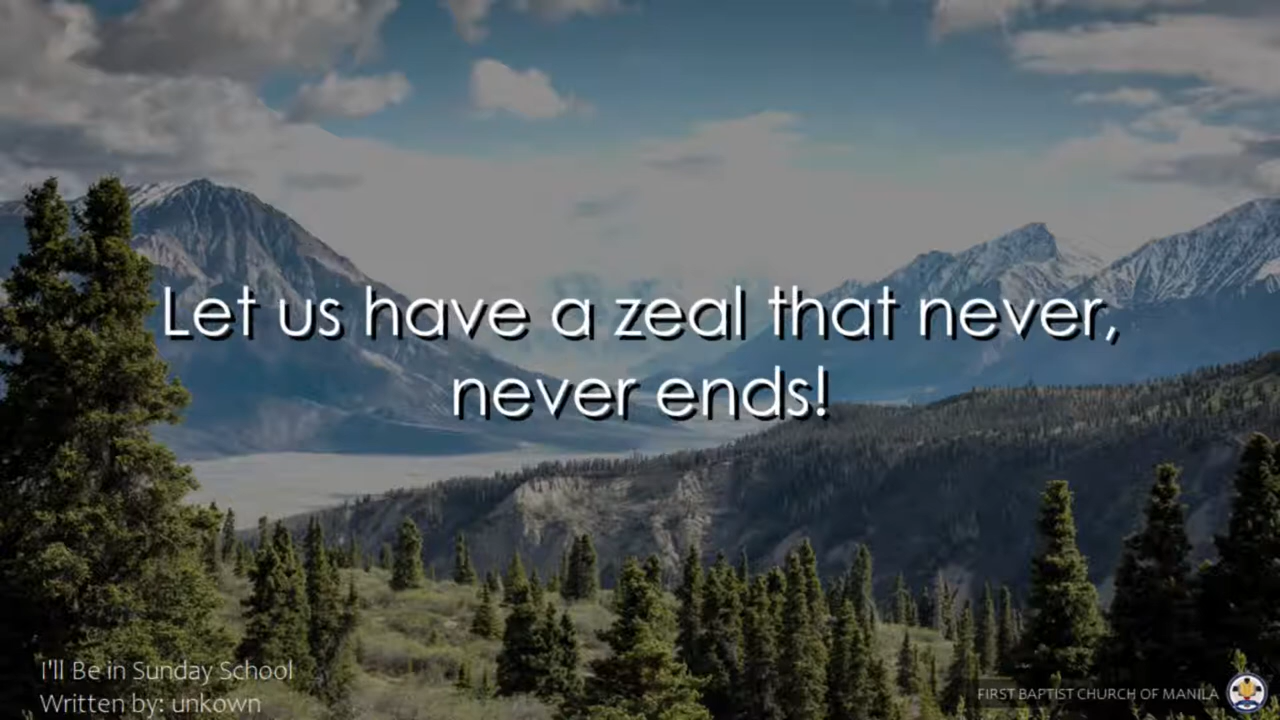 Let us have a zeal that never,
never ends!
I'll Be in Sunday School
Written by: unkown
FIRST BAPTIST CHURCH OF MANILA